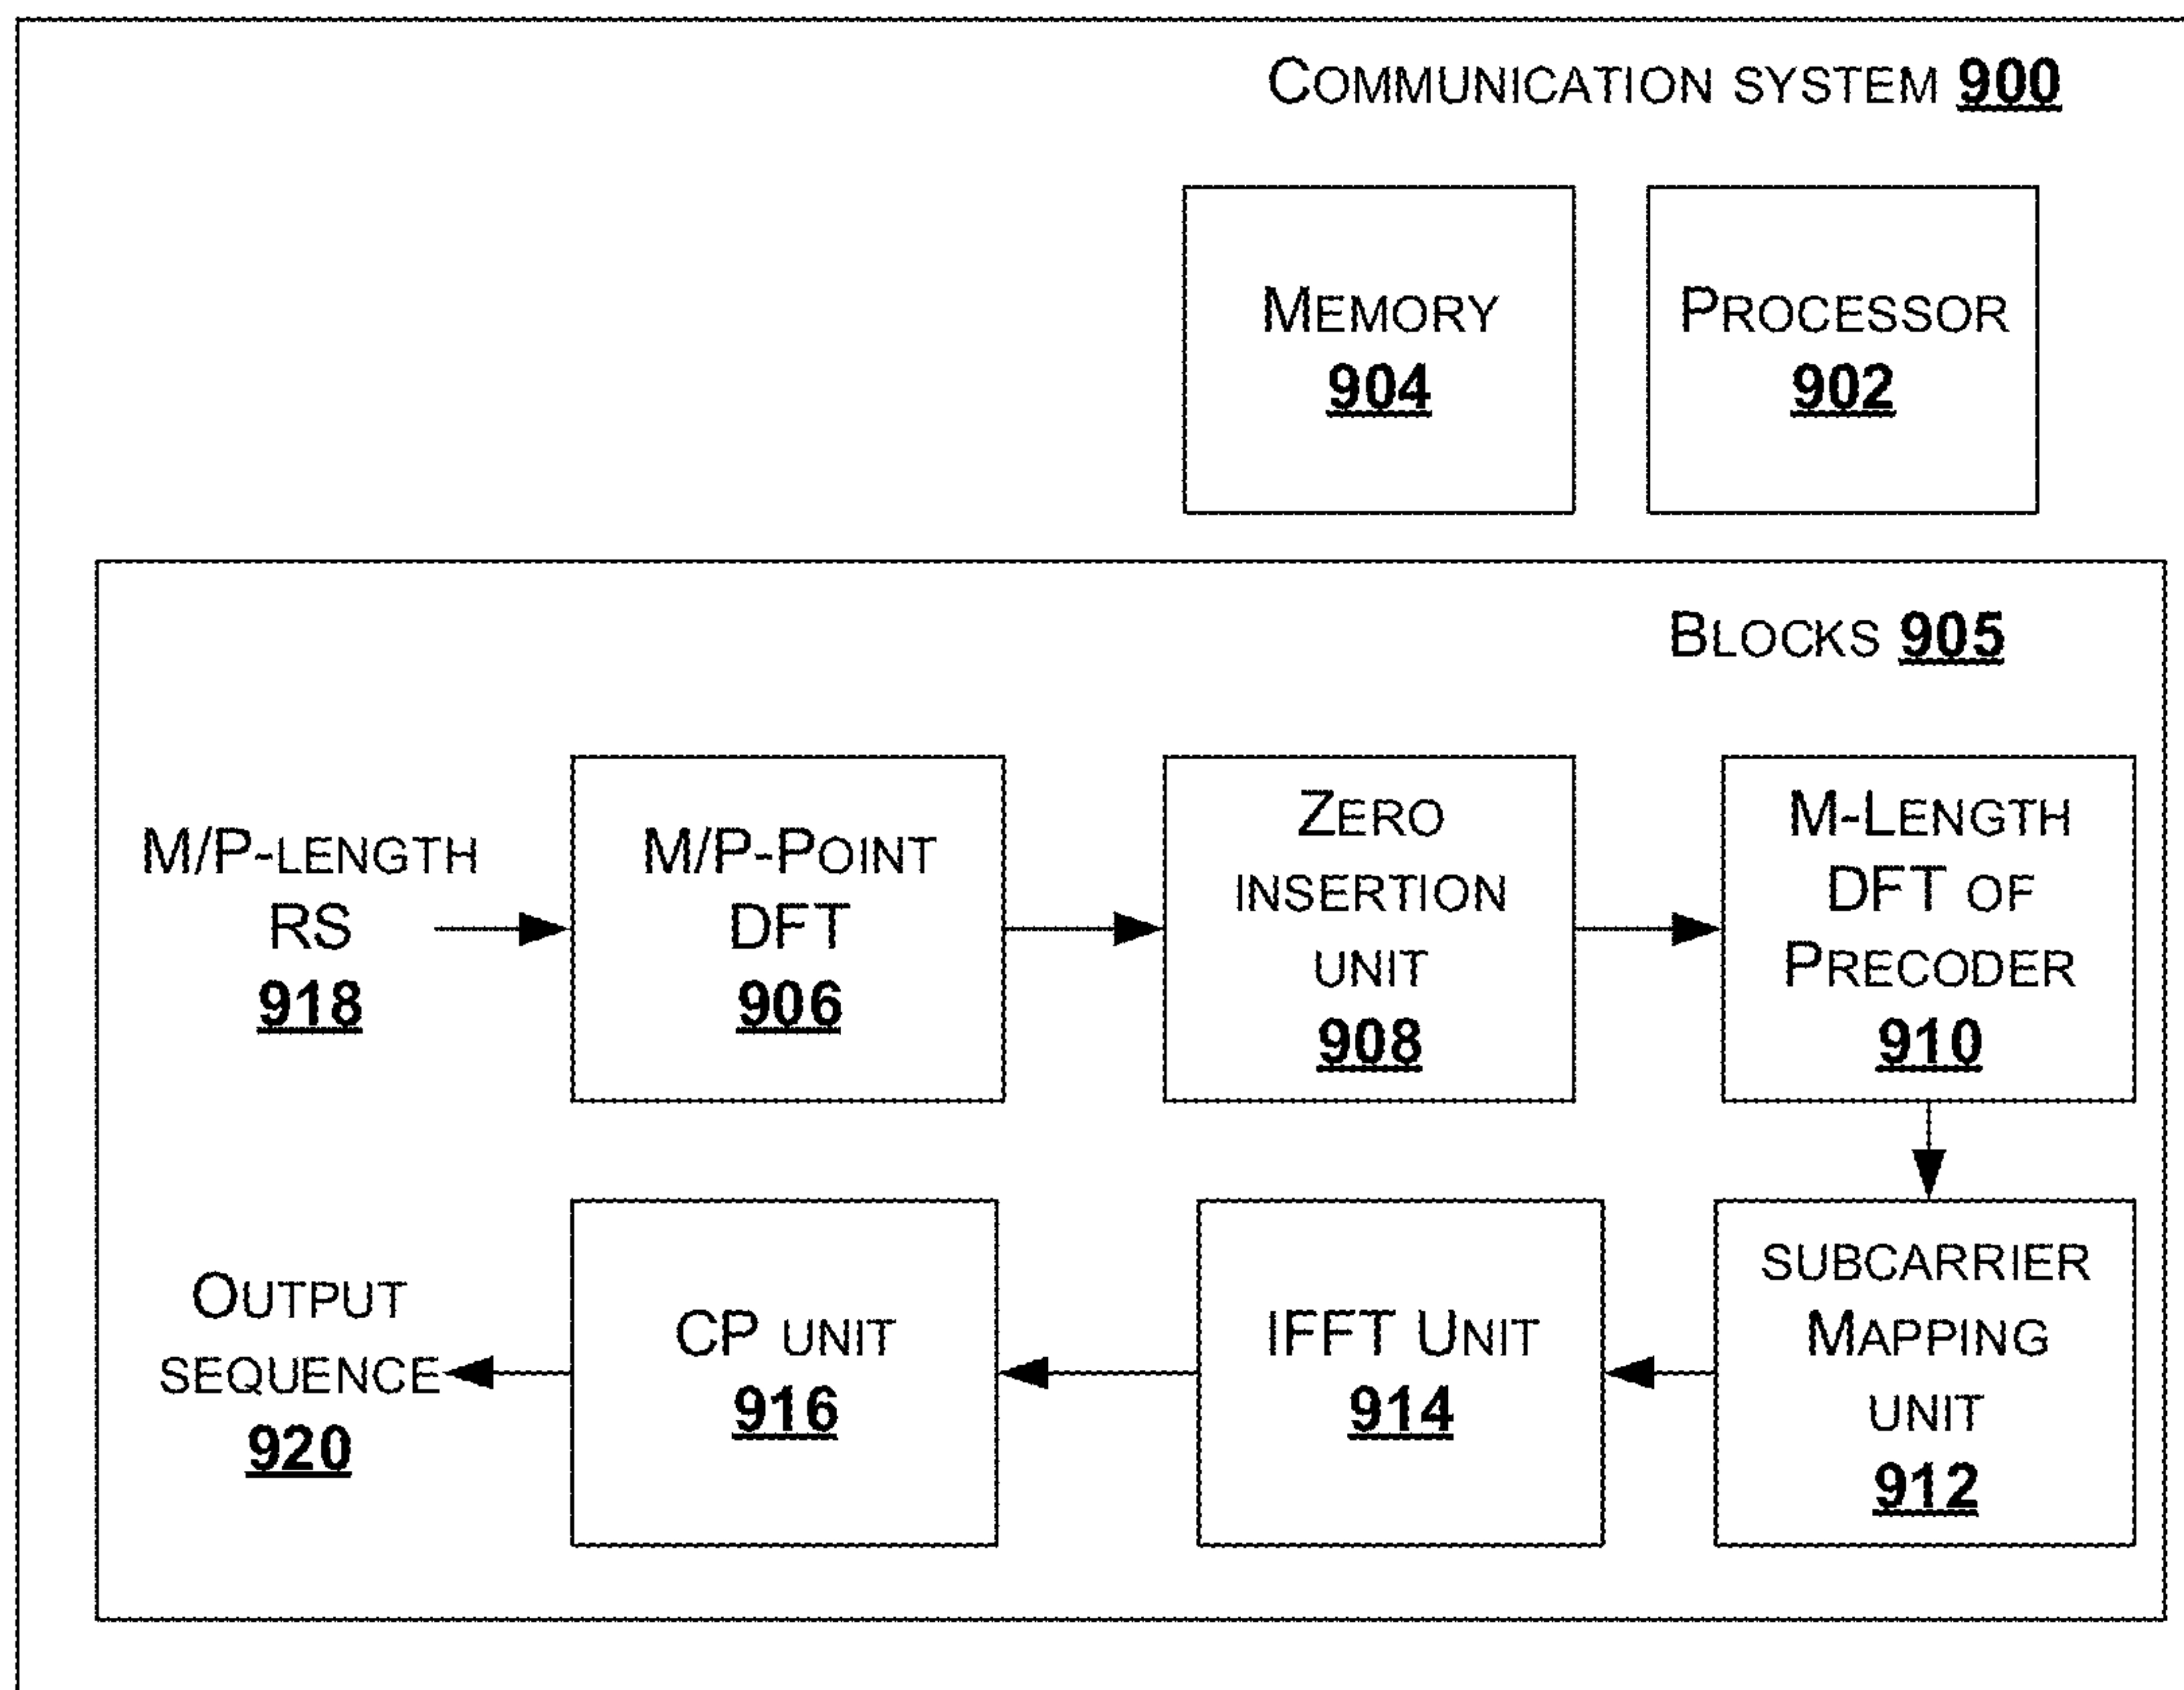 COMMUNICATION SYSTEM 900
MEMORY
904
PROCESSOR
902
BLOCKS 905
M/P-LENGTH
RS
918
M/P-POINT
DFT
906
ZERO
INSERTION
UNIT
908
M-LENGTH
DFT OF
PRECODER
910
SUBCARRIER
MAPPING
UNIT
912
IFFT UNIT
914
CP UNIT
916
OUTPUT
SEQUENCE
920